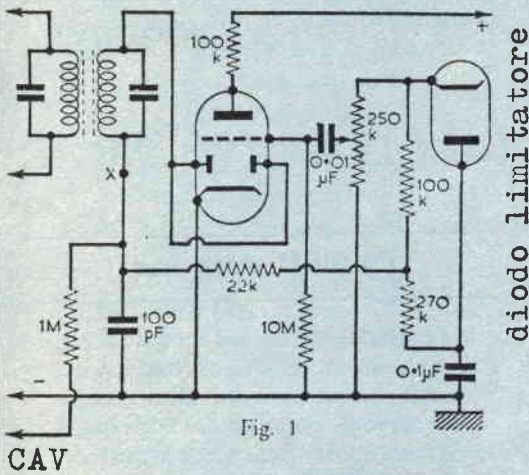 100
k
+
250
k
0·01
μF
100
k
X
22k
270
k
1M
100
pF
10M
0·1μF
-
Fig. 1
CAV
diodo limitatore